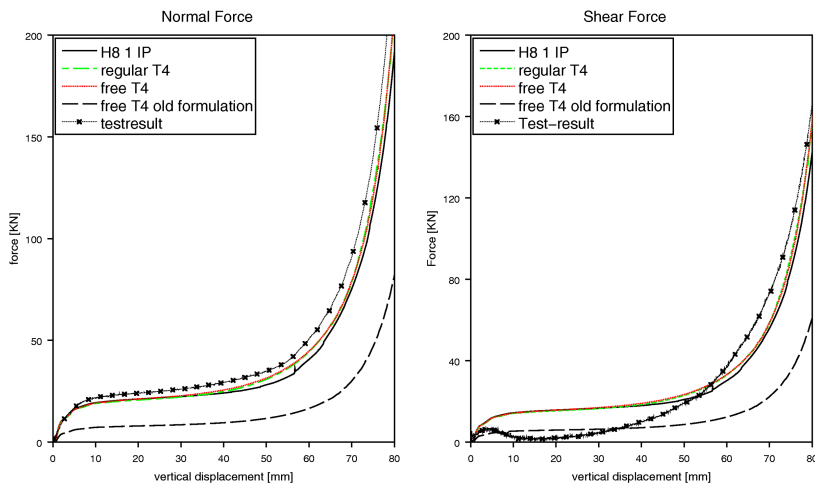 Normal Force
200
150
100
50
0
force [KN]
H8 1 IP
regular T4
free T4
free T4 old formulation
testresult
0 10 20 30 40 50 60 70 80
vertical displacement [mm]
Shear Force
200
160
120
80
40
0
Force [KN]
H8 1 IP
regular T4
free T4
free T4 old formulation
Test-result
0 10 20 30 40 50 60 70 80
vertical displacement [mm]